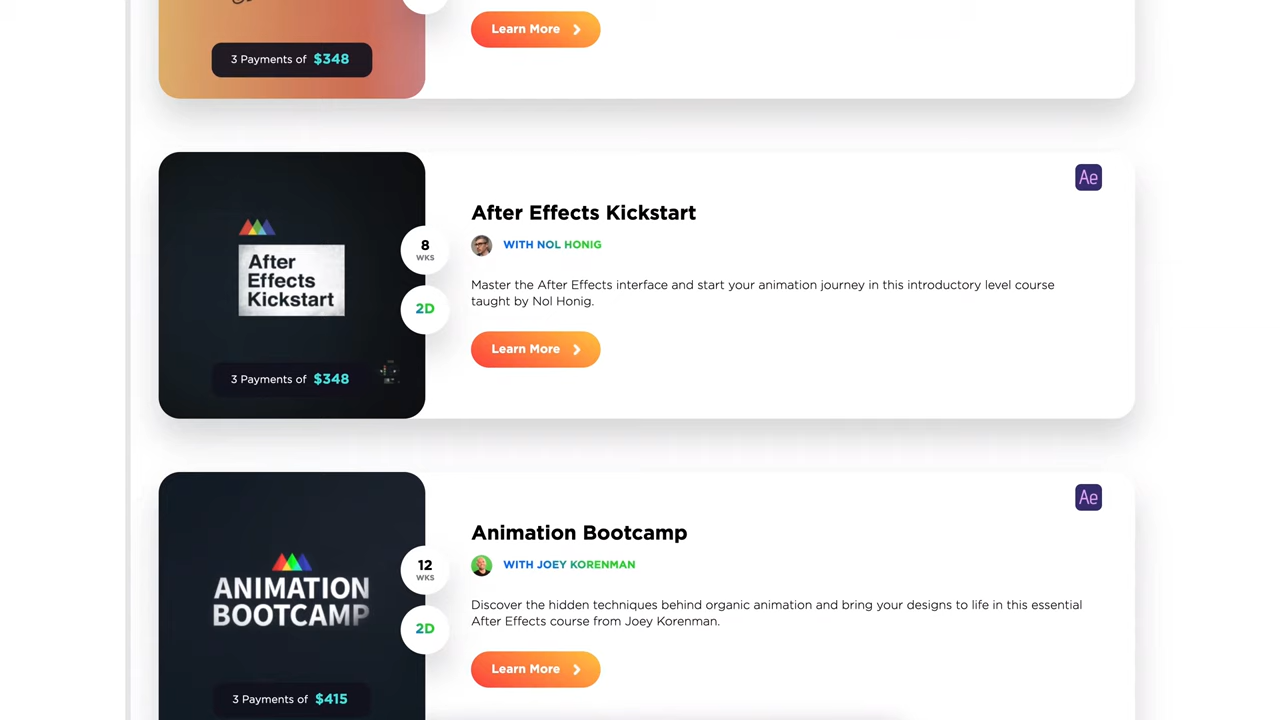 Learn More
3 Payments of $348
Ae
After Effects Kickstart
After
Effects
Kickstart
8
WKS
WITH NOL HONIG
Master the After Effects interface and start your animation journey in this introductory level course
taught by Nol Honig.
2D
Learn More
3 Payments of $348
Ae
Animation Bootcamp
12
WKS
WITH JOEY KORENMAN
ANIMATION
BOOTCAMP
Discover the hidden techniques behind organic animation and bring your designs to life in this essential
After Effects course from Joey Korenman.
2D
Learn More
3 Payments of $415